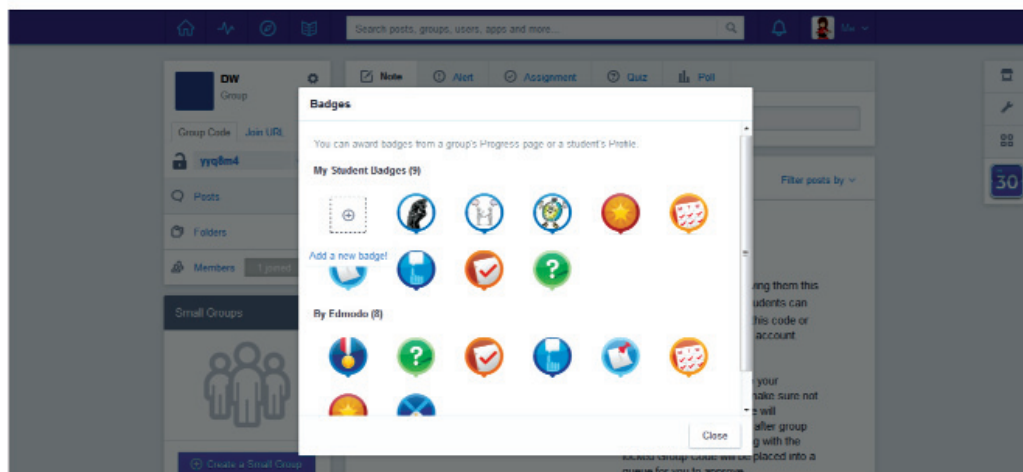 Search posts, groups, users, apps and more...
Me
DW
Group
Note
Alert
Assignment
Quiz
Poll
Badges
Group Code
Join URL
You can award badges from a group's Progress page or a student's Profile.
yyq8m4
My Student Badges (9)
Filter posts by
30
Posts
Folders
Add a new badge!
Members
1 joined
ving them this
Small Groups
udents can
By Edmodo (8)
his code or
account
your
make sure not
e will
after group
Close
g with the
locked Group Code will be placed into a
Create a Small Group
queue for you to approve